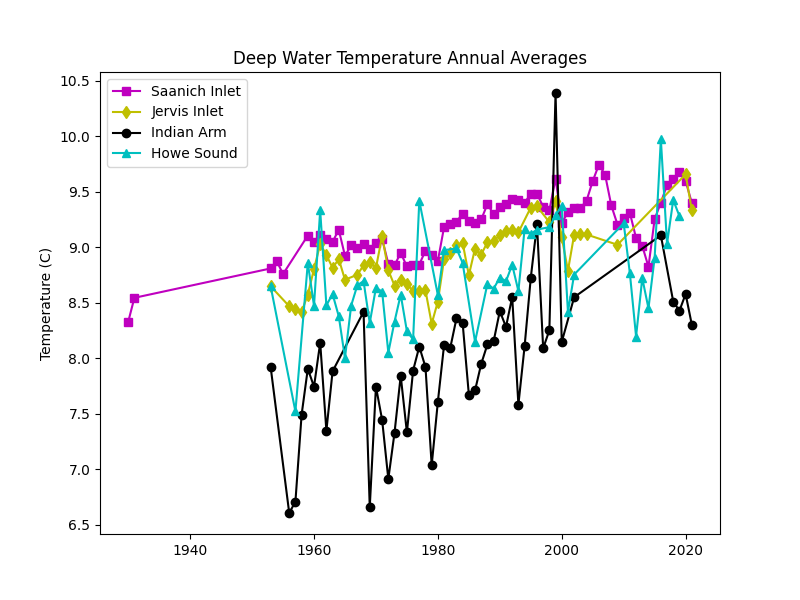 Deep Water Temperature Annual Averages
Saanich Inlet
Jervis Inlet
Indian Arm
Howe Sound
Temperature (C)
10.5
10.0
9.5
9.0
8.5
8.0
7.5
7.0
6.5
1940
1960
1980
2000
2020